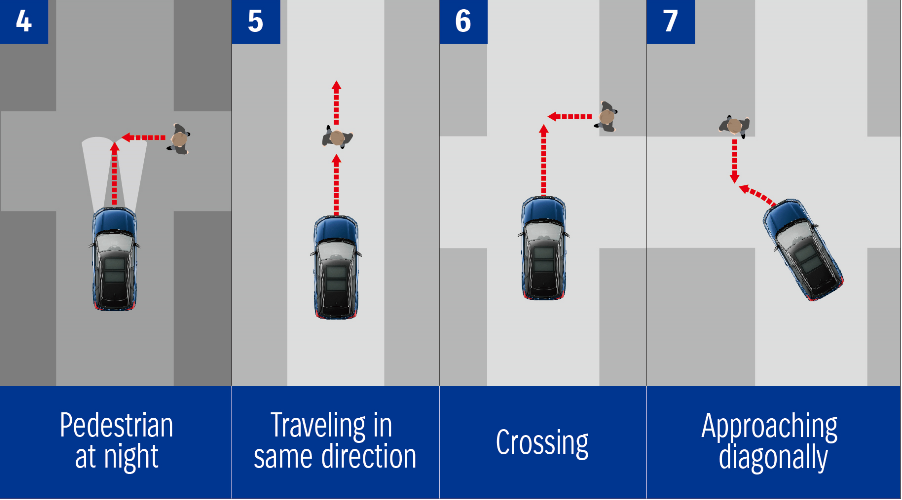 4
5
6
7
Pedestrian
at night
Traveling in
same direction
Crossing
Approaching
diagonally